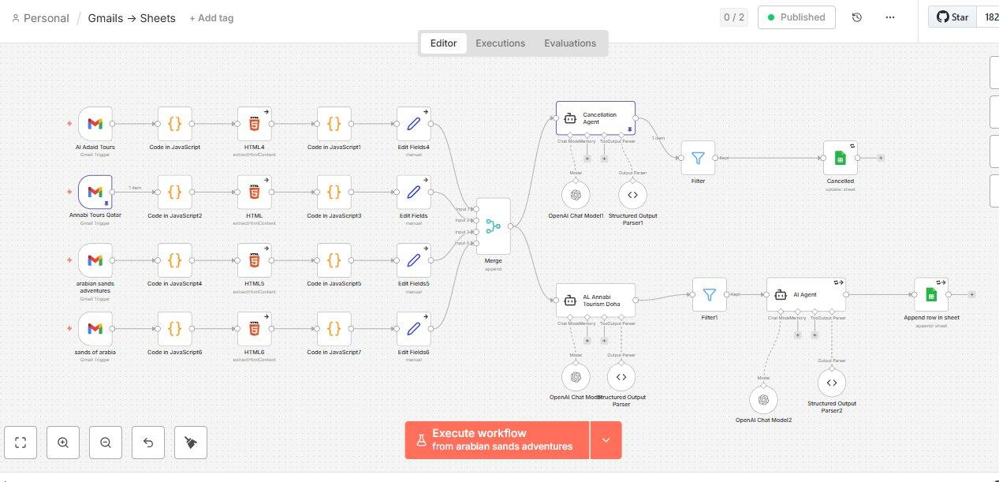 Personal / Gmails → Sheets + Add tag
0 / 2
Published
Star
182
Editor Executions Evaluations
Al Adaid Tours
Gmail Trigger
Code in JavaScript
HTML4
extractHtmlContent
Code in JavaScript1
Edit Fields4
manual
1 item
Annabi Tours Qatar
Gmail Trigger
Code in JavaScript2
HTML
extractHtmlContent
Code in JavaScript3
Edit Fields
manual
arabian sands
adventures
Gmail Trigger
Code in JavaScript4
HTML5
extractHtmlContent
Code in JavaScript5
Edit Fields5
manual
sands of arabia
Gmail Trigger
Code in JavaScript6
HTML6
extractHtmlContent
Code in JavaScript7
Edit Fields6
manual
Input 1
Input 2
Input 3
Input 4
Merge
append
Cancellation
Agent
Chat Model
Memory
Tool
Output Parser
Model
Output Parser
OpenAI Chat Model1
Structured Output
Parser1
1 item
Filter
Kept
Cancelled
update: sheet
AL Annabi
Tourism Doha
Chat Model
Memory
Tool
Output Parser
Model
Output Parser
OpenAI Chat Model
Structured Output
Parser
Filter1
Kept
AI Agent
Chat Model
Memory
Tool
Output Parser
Model
Output Parser
OpenAI Chat Model2
Structured Output
Parser2
Append row in sheet
append: sheet
Execute workflow
from arabian sands adventures